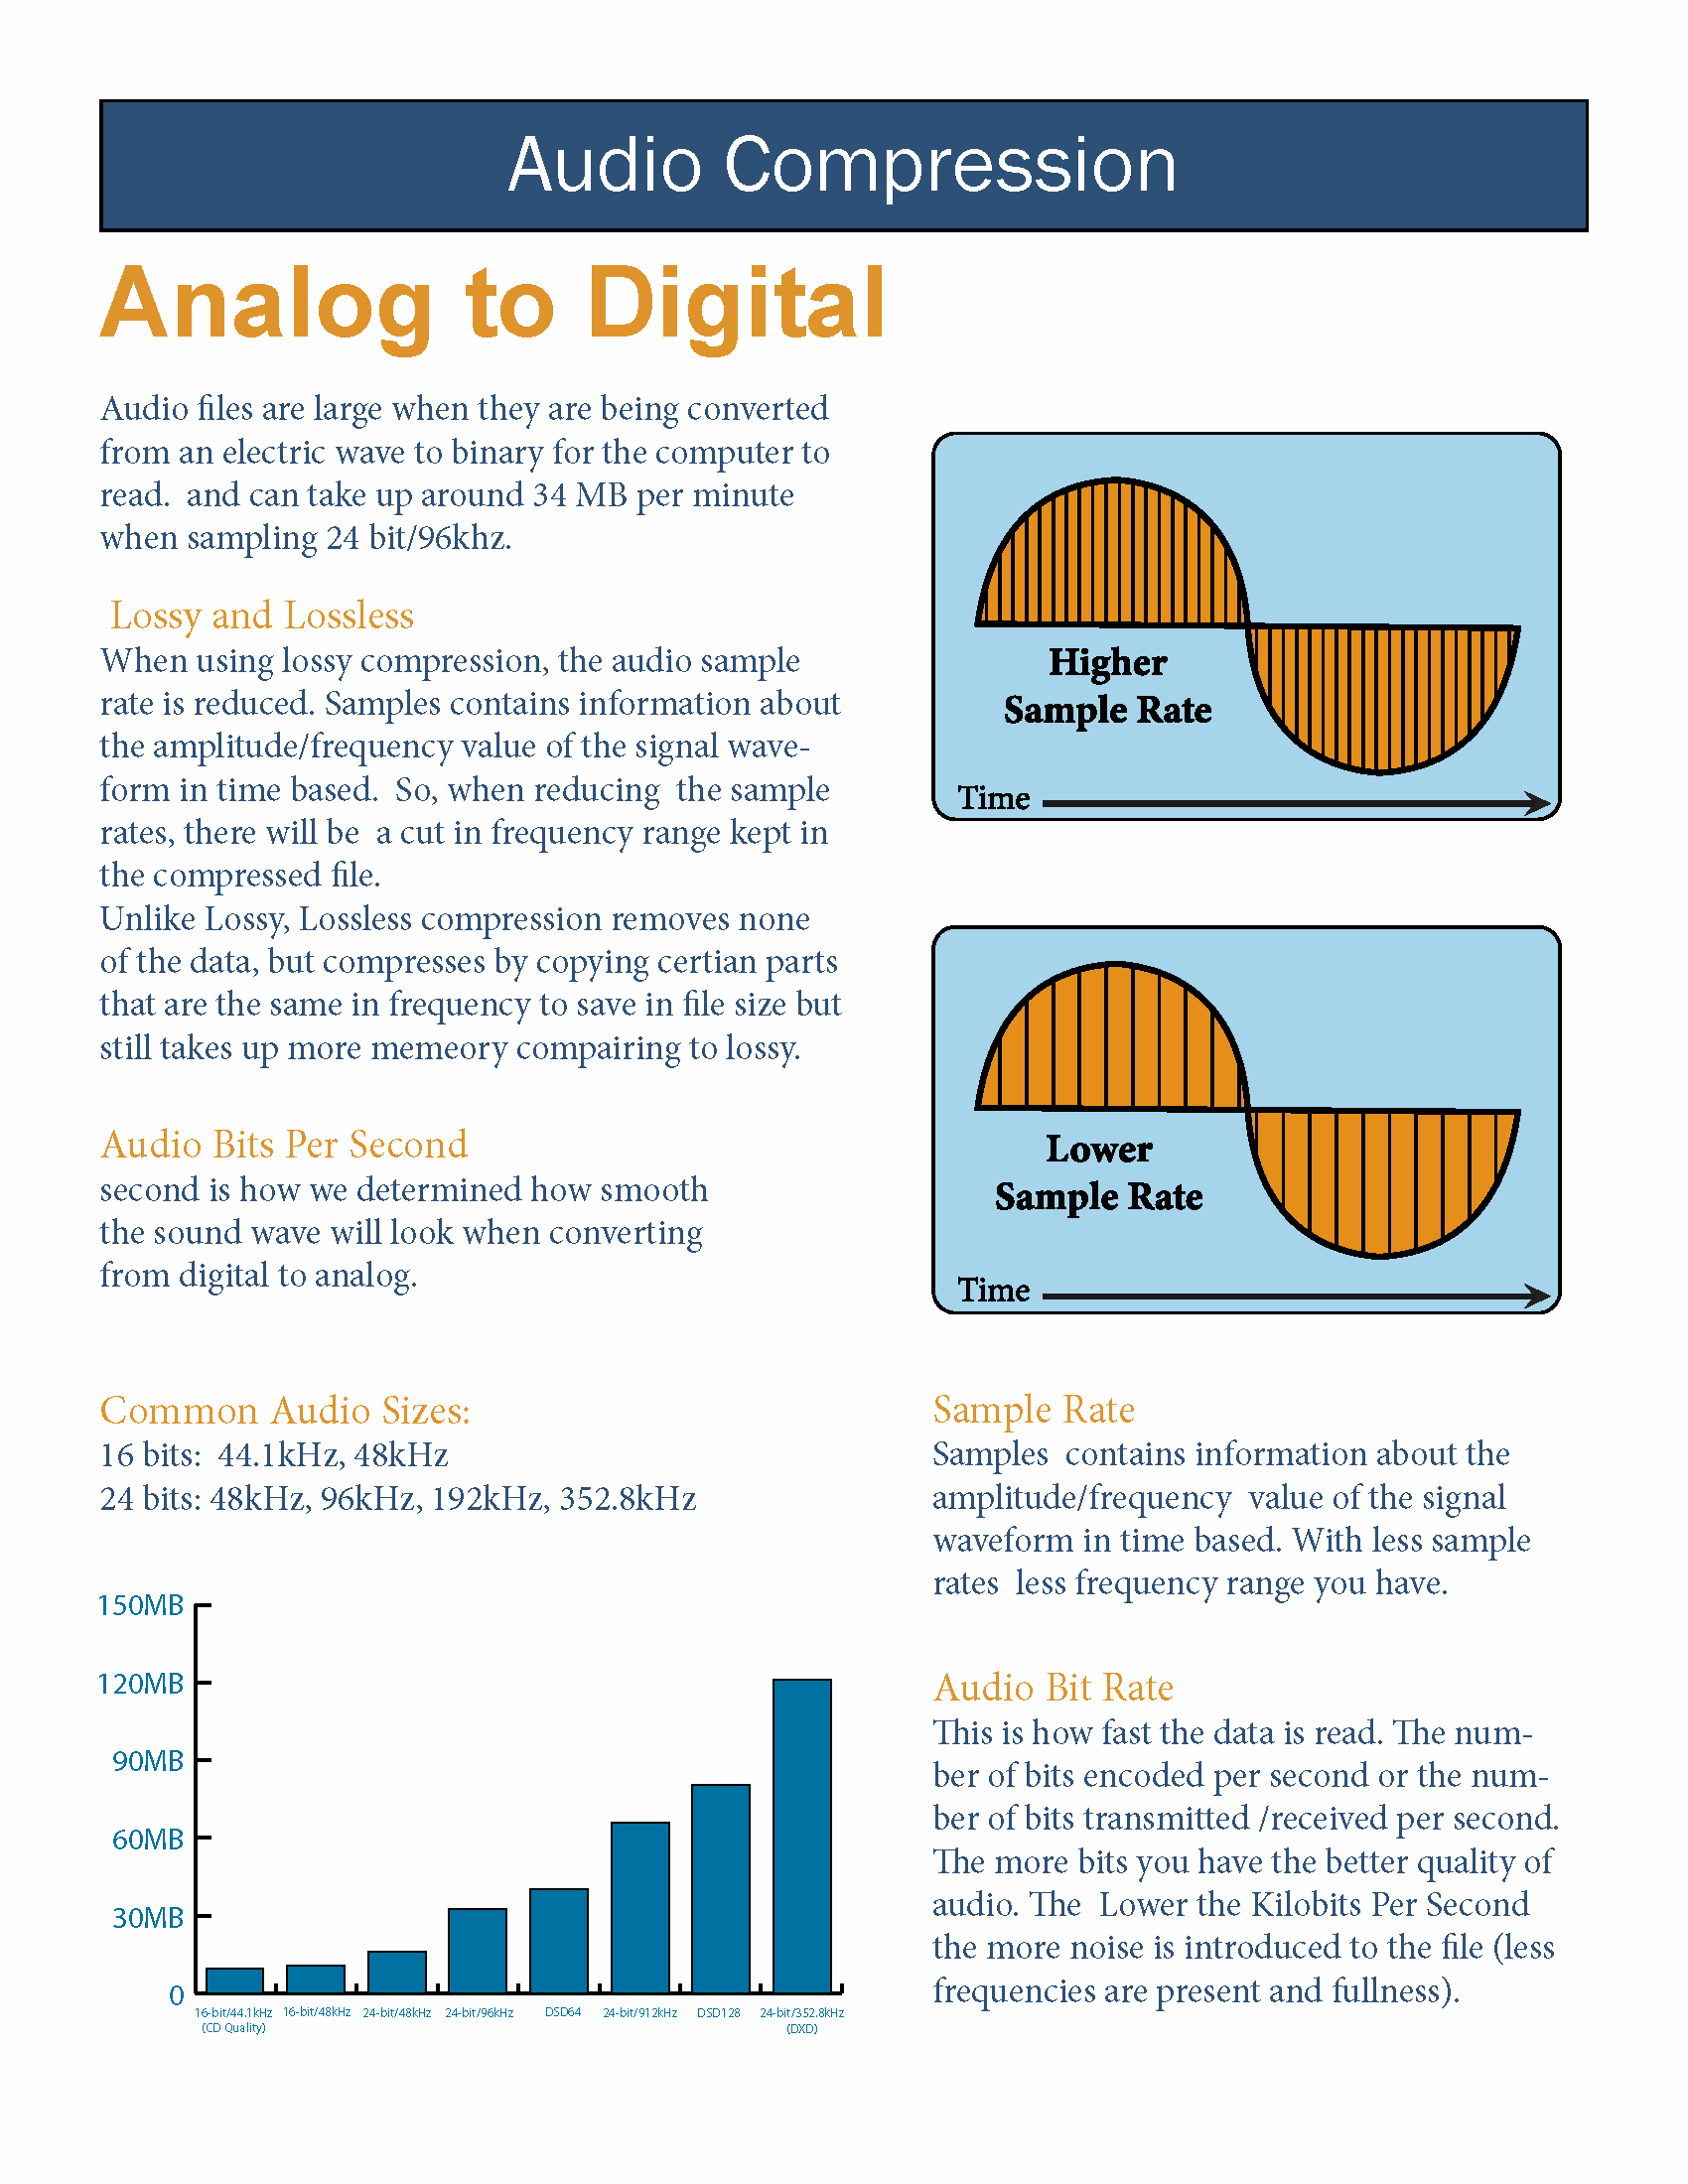 Audio Compression
Analog to Digital
Audio files are large when they are being converted
from an electric wave to binary for the computer to
read.  and can take up around 34 MB per minute
when sampling 24 bit/96khz.
Lossy and Lossless
When using lossy compression, the audio sample
rate is reduced. Samples contains information about
the amplitude/frequency value of the signal wave-
form in time based.  So, when reducing  the sample
rates, there will be  a cut in frequency range kept in
the compressed file.
Unlike Lossy, Lossless compression removes none
of the data, but compresses by copying certian parts
that are the same in frequency to save in file size but
still takes up more memeory compairing to lossy.
Audio Bits Per Second
second is how we determined how smooth
the sound wave will look when converting
from digital to analog.
Common Audio Sizes:
16 bits:  44.1kHz, 48kHz
24 bits: 48kHz, 96kHz, 192kHz, 352.8kHz
150MB
120MB
90MB
60MB
30MB
0
16-bit/44.1kHz 16-bit/48kHz 24-bit/48kHz 24-bit/96kHz DSD64 24-bit/912kHz DSD128 24-bit/352.8kHz
(CD Quality) (DXD)
Higher
Sample Rate
Time
Lower
Sample Rate
Time
Sample Rate
Samples  contains information about the
amplitude/frequency  value of the signal
waveform in time based. With less sample
rates  less frequency range you have.
Audio Bit Rate
This is how fast the data is read. The num-
ber of bits encoded per second or the num-
ber of bits transmitted /received per second.
The more bits you have the better quality of
audio. The  Lower the Kilobits Per Second
the more noise is introduced to the file (less
frequencies are present and fullness).